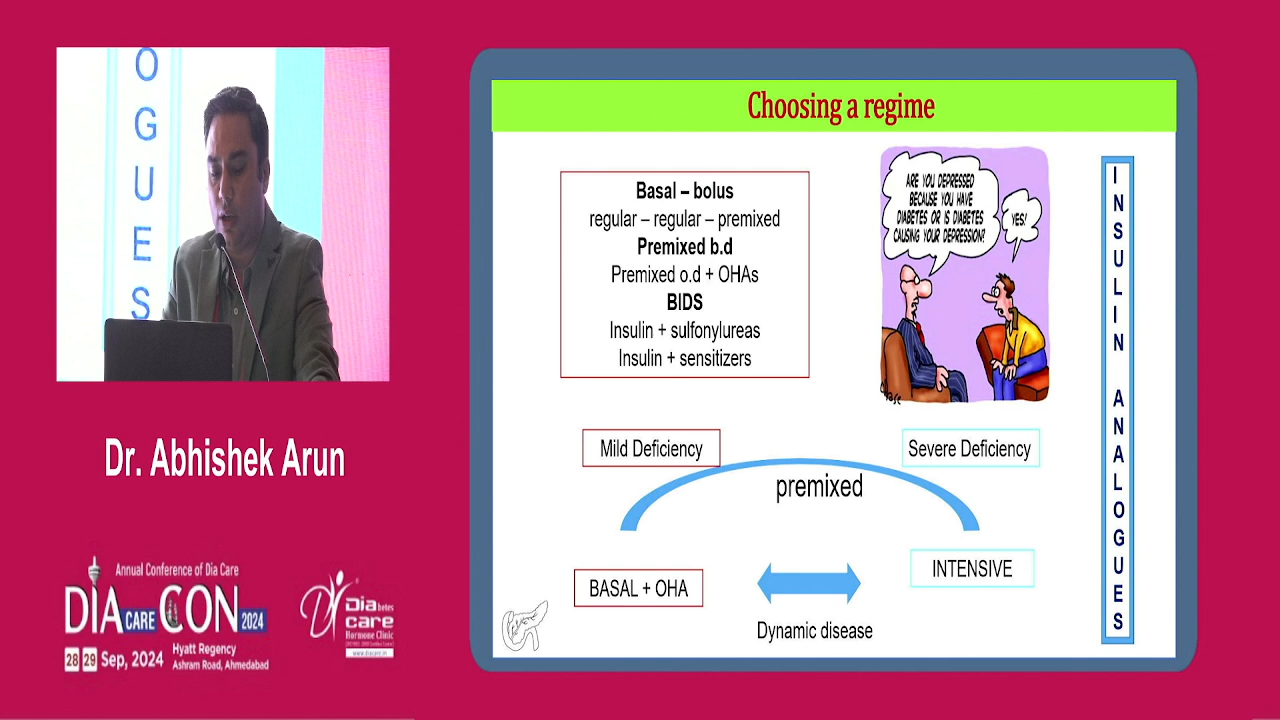 O
G
U
E
S
Dr. Abhishek Arun
Annual Conference of Dia Care
DIA CARE CON 2024
28 29 Sep, 2024
Hyatt Regency
Ashram Road, Ahmedabad
Diabetes
care
Hormone Clinic
Choosing a regime
Basal – bolus
regular – regular – premixed
Premixed b.d
Premixed o.d + OHAs
BIDS
Insulin + sulfonylureas
Insulin + sensitizers
ARE YOU DEPRESSED
BECAUSE YOU HAVE
DIABETES OR IS DIABETES
CAUSING YOUR DEPRESSION?
YES!
Mild Deficiency
Severe Deficiency
premixed
BASAL + OHA
INTENSIVE
Dynamic disease
I
N
S
U
L
I
N
A
N
A
L
O
G
U
E
S